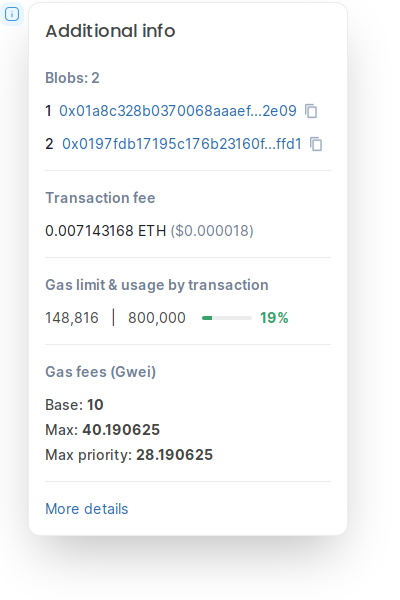 Additional info
Blobs: 2
1 0x01a8c328b0370068aaaef...2e09
2 0x0197fdb17195c176b23160f...ffd1
Transaction fee
0.007143168 ETH ($0.000018)
Gas limit & usage by transaction
148,816 | 800,000 19%
Gas fees (Gwei)
Base: 10
Max: 40.190625
Max priority: 28.190625
More details